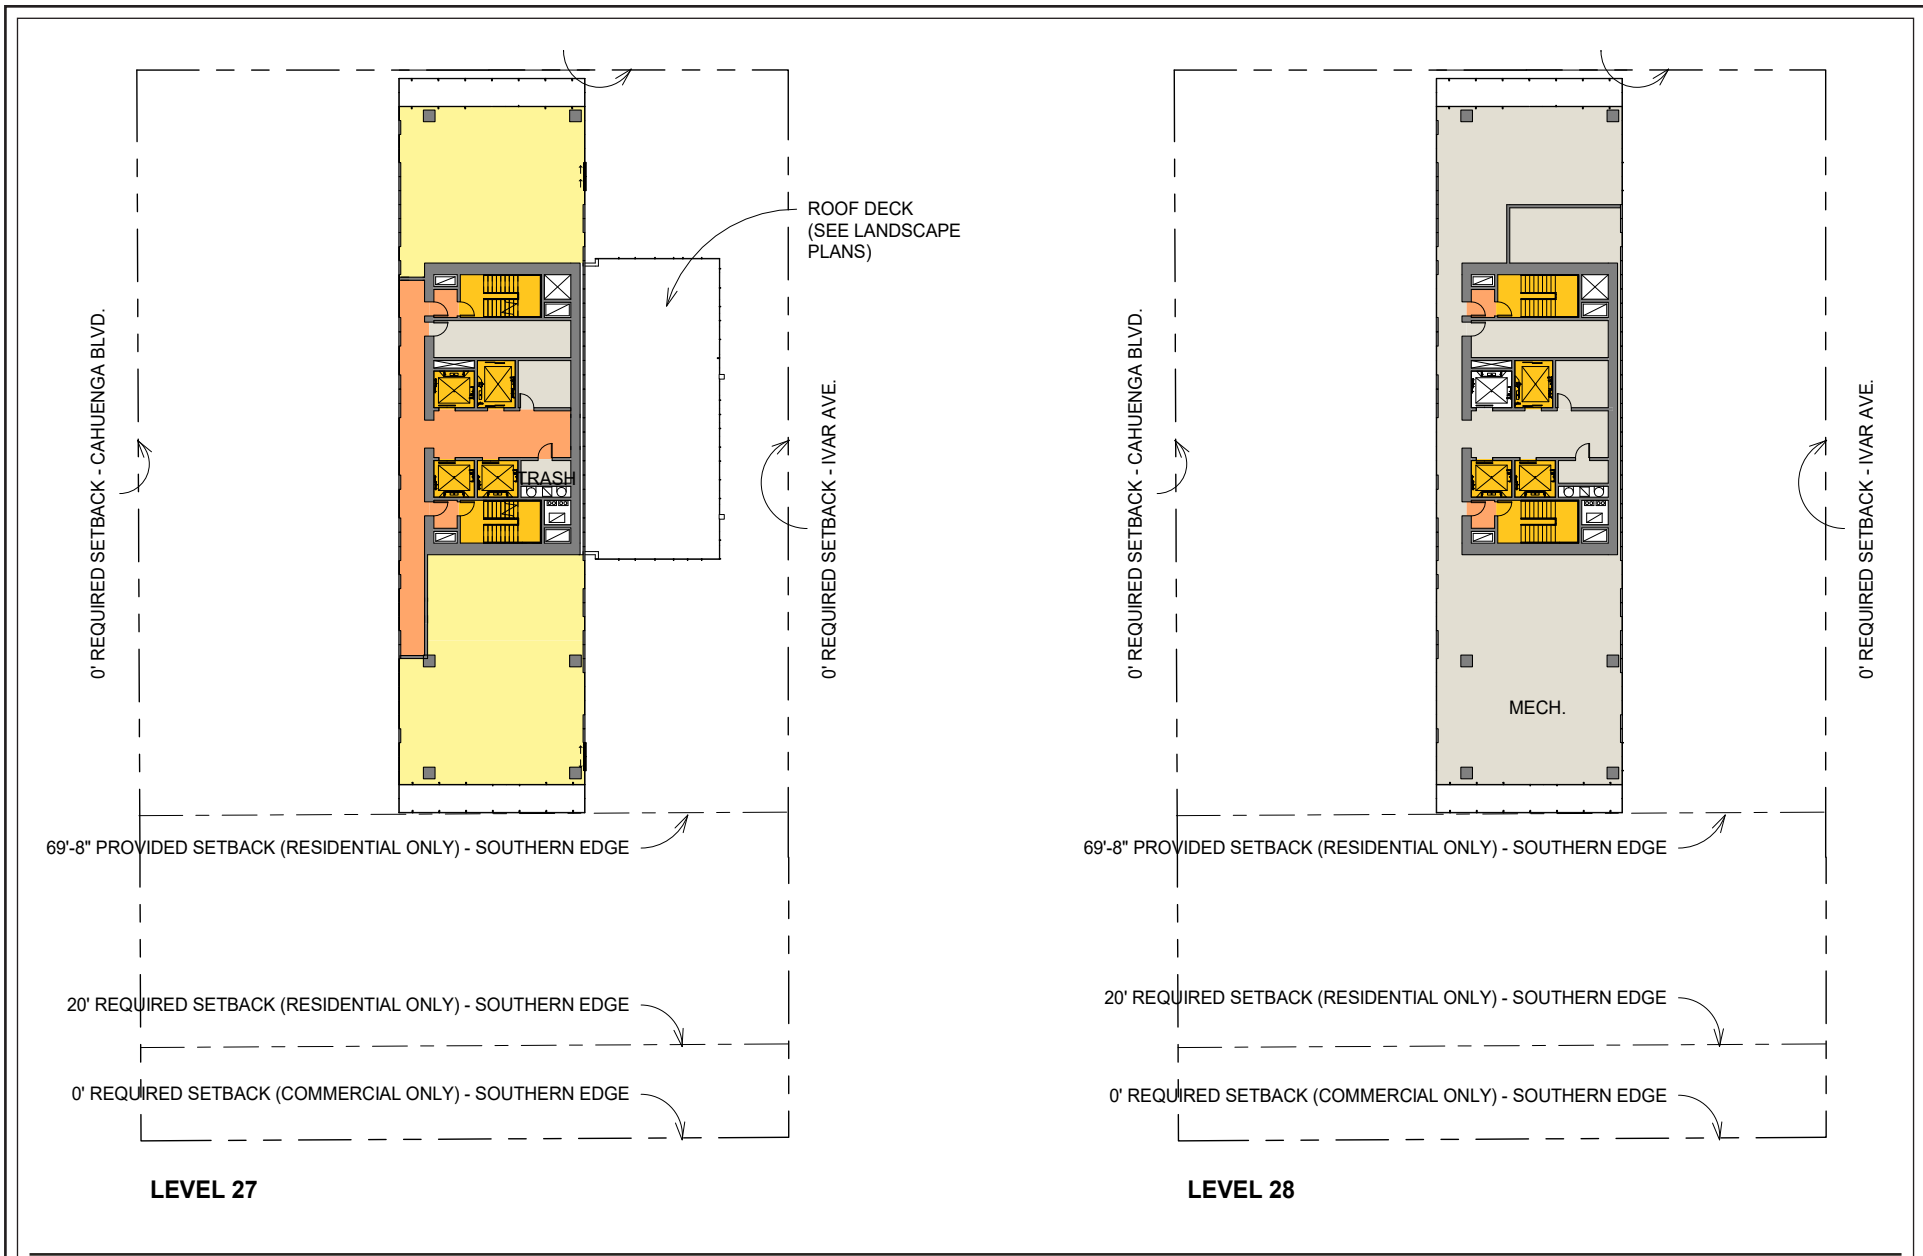 ROOF DECK
(SEE LANDSCAPE
PLANS)
0' REQUIRED SETBACK - CAHUENGA BLVD.
0' REQUIRED SETBACK - IVAR AVE.
TRASH
69'-8" PROVIDED SETBACK (RESIDENTIAL ONLY) - SOUTHERN EDGE
20' REQUIRED SETBACK (RESIDENTIAL ONLY) - SOUTHERN EDGE
0' REQUIRED SETBACK (COMMERCIAL ONLY) - SOUTHERN EDGE
LEVEL 27
0' REQUIRED SETBACK - CAHUENGA BLVD.
0' REQUIRED SETBACK - IVAR AVE.
MECH.
69'-8" PROVIDED SETBACK (RESIDENTIAL ONLY) - SOUTHERN EDGE
20' REQUIRED SETBACK (RESIDENTIAL ONLY) - SOUTHERN EDGE
0' REQUIRED SETBACK (COMMERCIAL ONLY) - SOUTHERN EDGE
LEVEL 28